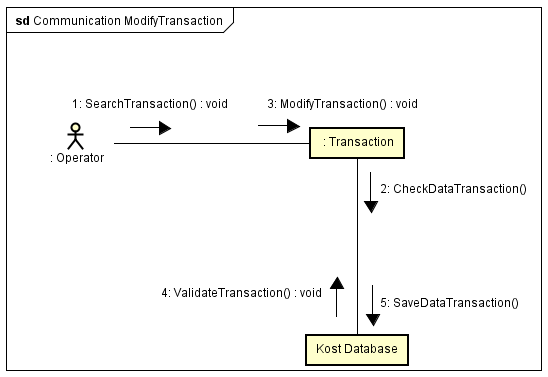 sd Communication ModifyTransaction
1: SearchTransaction() : void
3: ModifyTransaction() : void
: Operator
: Transaction
2: CheckDataTransaction()
4: ValidateTransaction() : void
5: SaveDataTransaction()
Kost Database